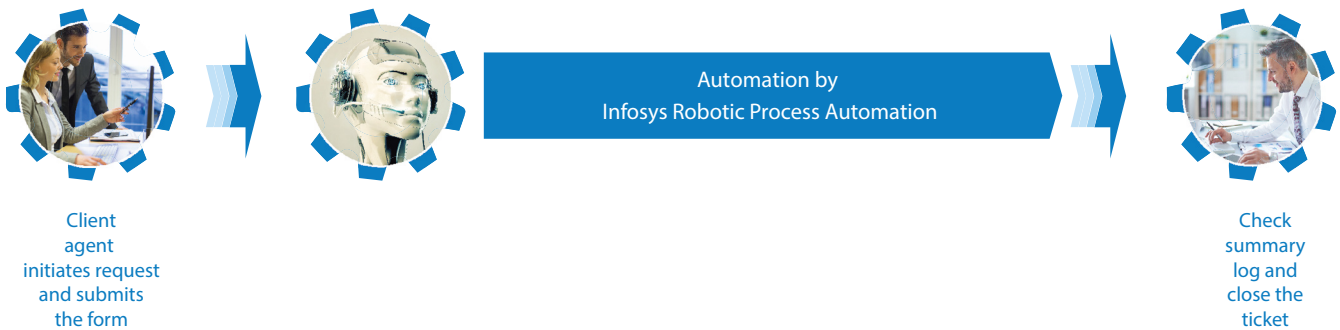 Automation by
Infosys Robotic Process Automation
Client
agent
initiates request
and submits
the form
Check
summary
log and
close the
ticket